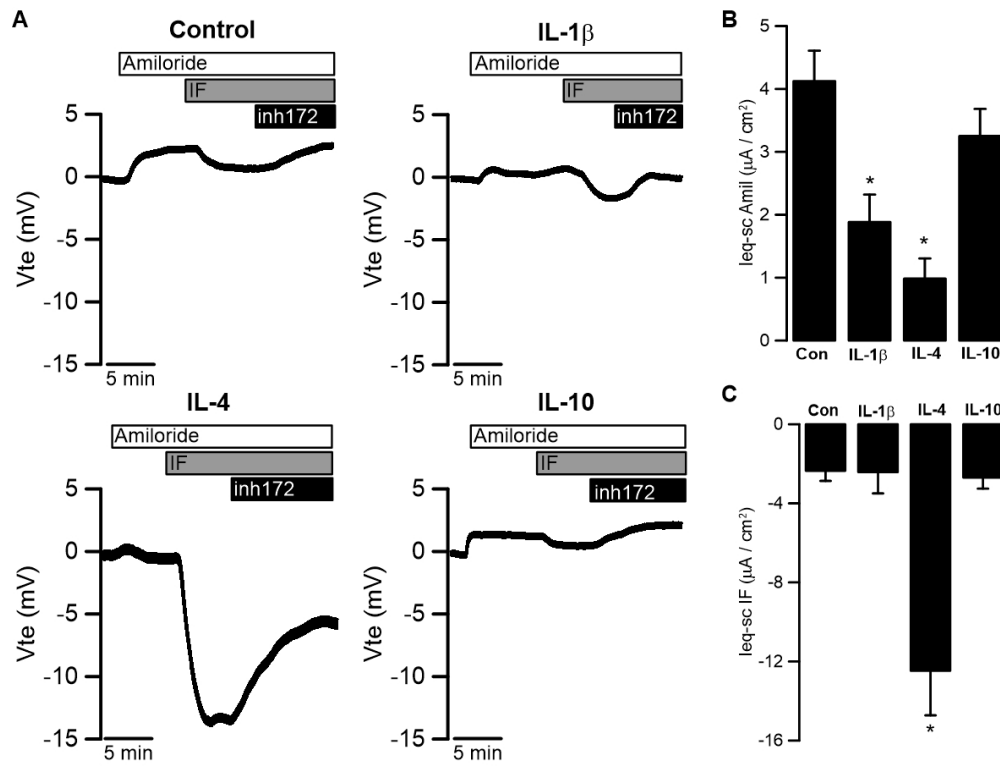 A
Control
Amiloride
IF
inh172
5
0
-5
-10
-15
Vte (mV)
5 min
IL-1β
Amiloride
IF
inh172
5
0
-5
-10
-15
Vte (mV)
5 min
IL-4
Amiloride
IF
inh172
5
0
-5
-10
-15
Vte (mV)
5 min
IL-10
Amiloride
IF
inh172
5
0
-5
-10
-15
Vte (mV)
5 min
B
5
4
3
2
1
0
Ieq-sc Amil (μA / cm²)
*
*
Con IL-1β IL-4 IL-10
C
Con IL-1β IL-4 IL-10
0
-4
-8
-12
-16
Ieq-sc IF (μA / cm²)
*